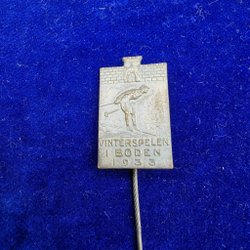 VINTERSPELEN
I BODEN
1933